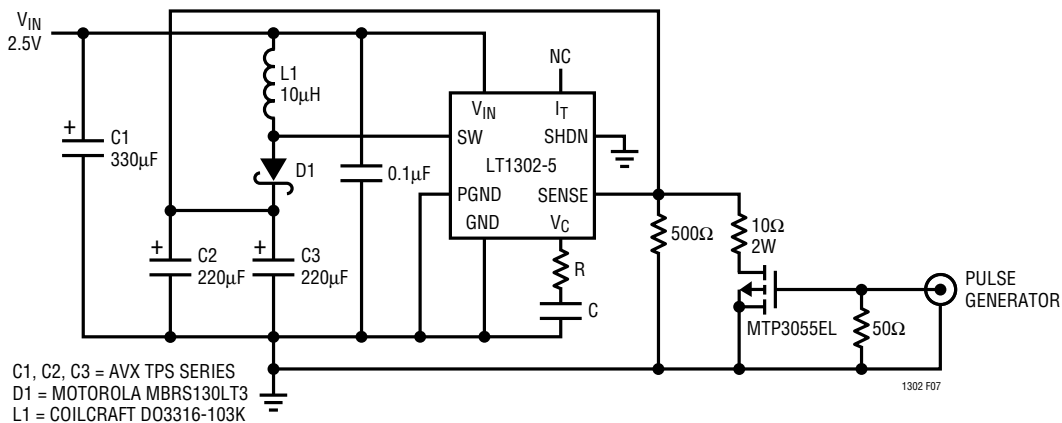 VIN
2.5V
NC
L1
10µH
VIN
IT
+
C1
330µF
SW
SHDN
D1
0.1µF
LT1302-5
PGND
SENSE
GND
VC
+
C2
220µF
+
C3
220µF
R
C
500Ω
10Ω
2W
MTP3055EL
50Ω
PULSE
GENERATOR
C1, C2, C3 = AVX TPS SERIES
D1 = MOTOROLA MBRS130LT3
L1 = COILCRAFT DO3316-103K
1302 F07